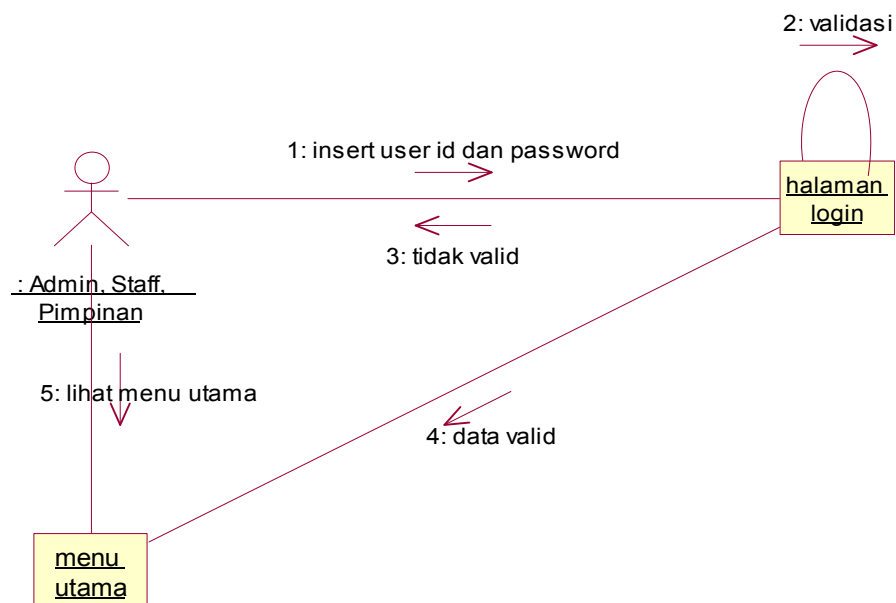 2: validasi
1: insert user id dan password
halaman
login
3: tidak valid
: Admin, Staff,
Pimpinan
5: lihat menu utama
4: data valid
menu
utama